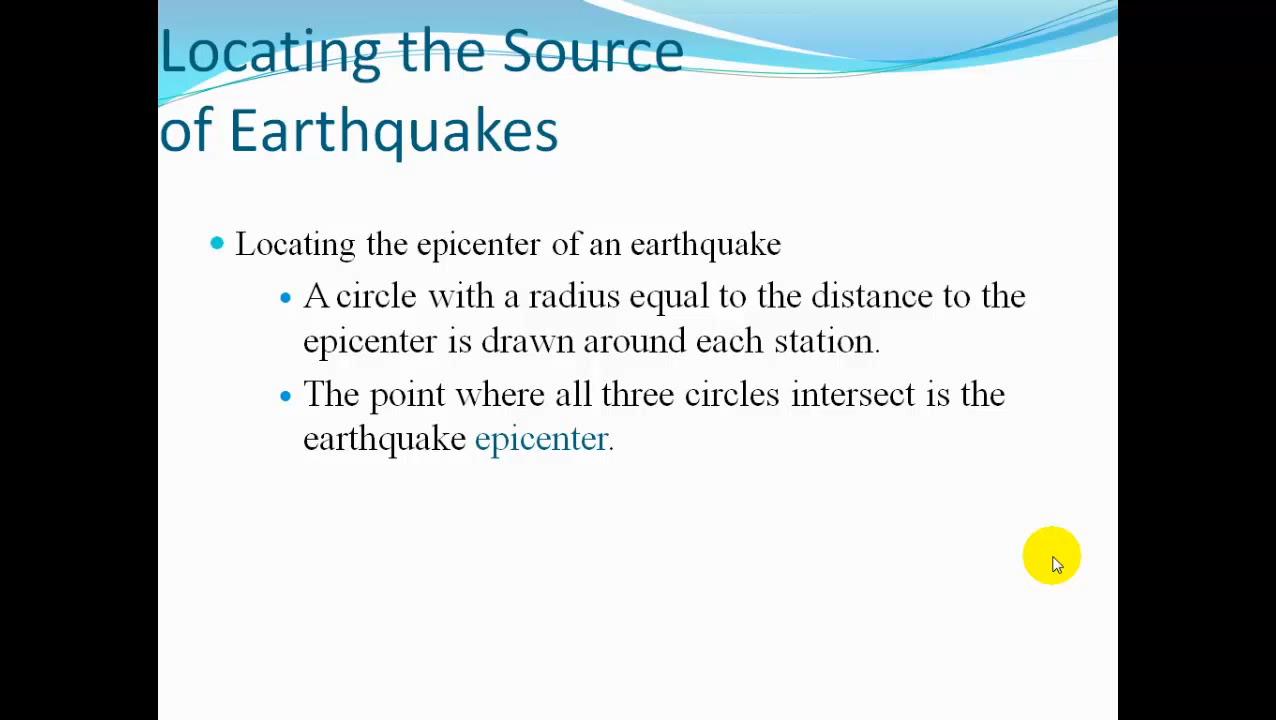 Locating the Source
of Earthquakes
Locating the epicenter of an earthquake
A circle with a radius equal to the distance to the
epicenter is drawn around each station.
The point where all three circles intersect is the
earthquake epicenter.